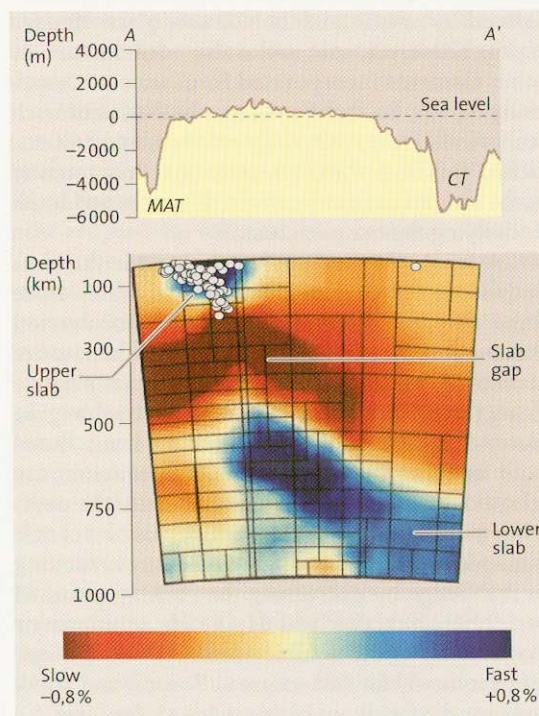 Depth
(m)
A
A'
4000
2000
0
−2000
−4000
−6000
Sea level
MAT
CT
Depth
(km)
100
300
500
750
1000
Upper
slab
Slab
gap
Lower
slab
Slow
−0,8%
Fast
+0,8%